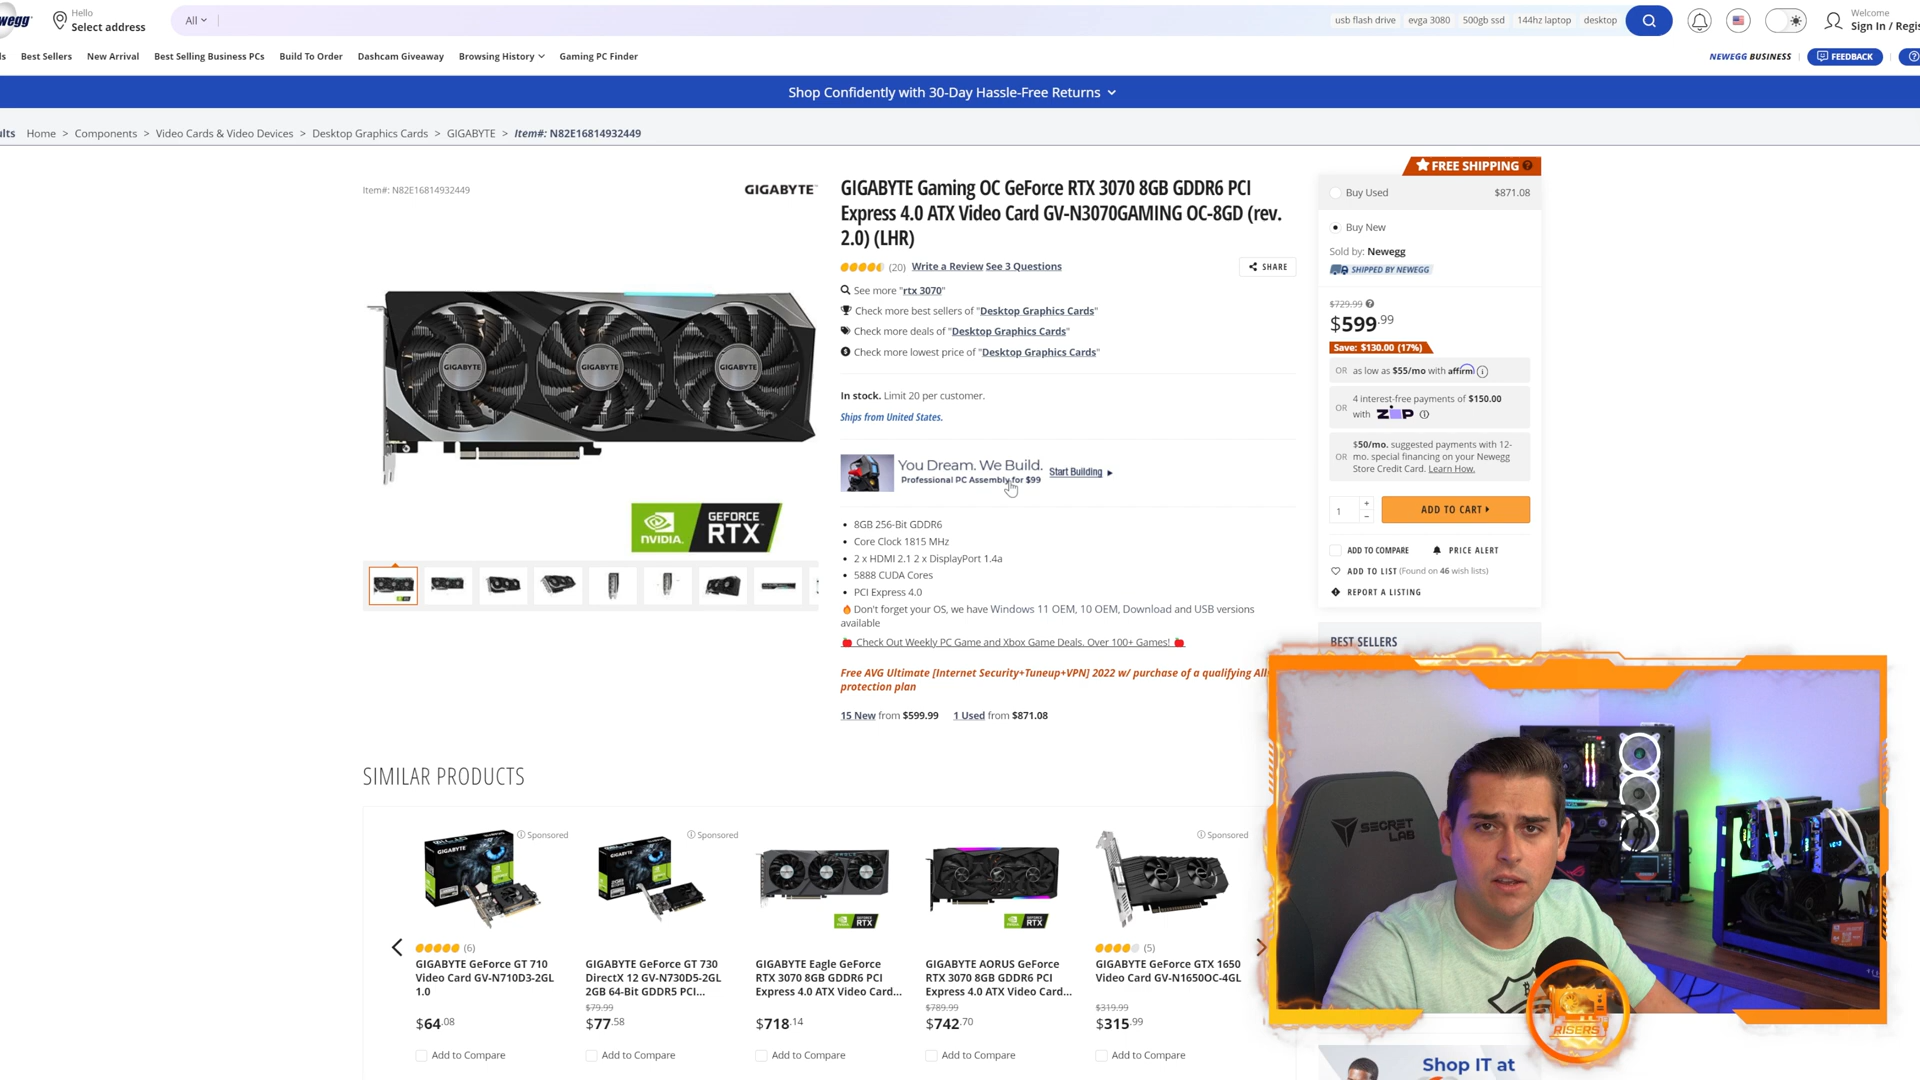 wegg
Hello
Select address
All
usb flash drive
evga 3080
500gb ssd
144hz laptop
desktop
Welcome
Sign In / Regis
ls
Best Sellers
New Arrival
Best Selling Business PCs
Build To Order
Dashcam Giveaway
Browsing History
Gaming PC Finder
NEWEGG BUSINESS
FEEDBACK
Shop Confidently with 30-Day Hassle-Free Returns
ults Home > Components > Video Cards & Video Devices > Desktop Graphics Cards > GIGABYTE > Item#: N82E16814932449
Item#: N82E16814932449
GIGABYTE
GIGABYTE GIGABYTE GIGABYTE
NVIDIA. GEFORCE
RTX
GIGABYTE Gaming OC GeForce RTX 3070 8GB GDDR6 PCI
Express 4.0 ATX Video Card GV-N3070GAMING OC-8GD (rev.
2.0) (LHR)
(20) Write a Review See 3 Questions
SHARE
See more "rtx 3070"
Check more best sellers of "Desktop Graphics Cards"
Check more deals of "Desktop Graphics Cards"
Check more lowest price of "Desktop Graphics Cards"
In stock. Limit 20 per customer.
Ships from United States.
You Dream. We Build.
Professional PC Assembly for $99
Start Building
8GB 256-Bit GDDR6
Core Clock 1815 MHz
2 x HDMI 2.1 2 x DisplayPort 1.4a
5888 CUDA Cores
PCI Express 4.0
Don't forget your OS, we have Windows 11 OEM, 10 OEM, Download and USB versions
available
Check Out Weekly PC Game and Xbox Game Deals. Over 100+ Games!
Free AVG Ultimate [Internet Security+Tuneup+VPN] 2022 w/ purchase of a qualifying All
protection plan
15 New from $599.99 1 Used from $871.08
FREE SHIPPING
Buy Used $871.08
Buy New
Sold by: Newegg
SHIPPED BY NEWEGG
$729.99
$599.99
Save: $130.00 (17%)
OR as low as $55/mo with affirm
OR 4 interest-free payments of $150.00
with ZIP
OR $50/mo. suggested payments with 12-
mo. special financing on your Newegg
Store Credit Card. Learn How.
1 + -
ADD TO CART
ADD TO COMPARE
PRICE ALERT
ADD TO LIST (Found on 46 wish lists)
REPORT A LISTING
BEST SELLERS
SIMILAR PRODUCTS
Sponsored
(6)
GIGABYTE GeForce GT 710
Video Card GV-N710D3-2GL
1.0
$64.08
Add to Compare
Sponsored
GIGABYTE GeForce GT 730
DirectX 12 GV-N730D5-2GL
2GB 64-Bit GDDR5 PCI...
$79.99
$77.58
Add to Compare
RTX
GIGABYTE Eagle GeForce
RTX 3070 8GB GDDR6 PCI
Express 4.0 ATX Video Card...
$718.14
Add to Compare
RTX
GIGABYTE AORUS GeForce
RTX 3070 8GB GDDR6 PCI
Express 4.0 ATX Video Card...
$789.99
$742.70
Add to Compare
Sponsored
(5)
GIGABYTE GeForce GTX 1650
Video Card GV-N1650OC-4GL
$319.99
$315.99
Add to Compare
SECRET
LAB
RISERS
Shop IT at